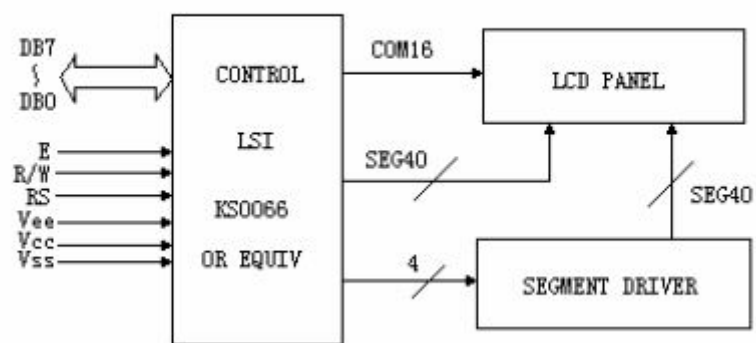 DB7
DB0
E
R/W
RS
Vee
Vcc
Vss
CONTROL
LSI
KS0066
OR EQUIV
COM16
SEG40
4
LCD PANEL
SEG40
SEGMENT DRIVER